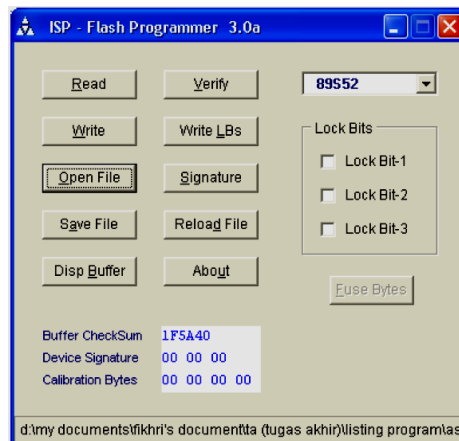 ISP - Flash Programmer 3.0a
Read
Verify
89S52
Write
Write LBs
Lock Bits
Lock Bit-1
Open File
Signature
Lock Bit-2
Save File
Reload File
Lock Bit-3
Disp Buffer
About
Fuse Bytes
Buffer CheckSum 1F5A40
Device Signature 00 00 00
Calibration Bytes 00 00 00 00
d:\my documents\fikhri's document\ta (tugas akhir)\listing program\as